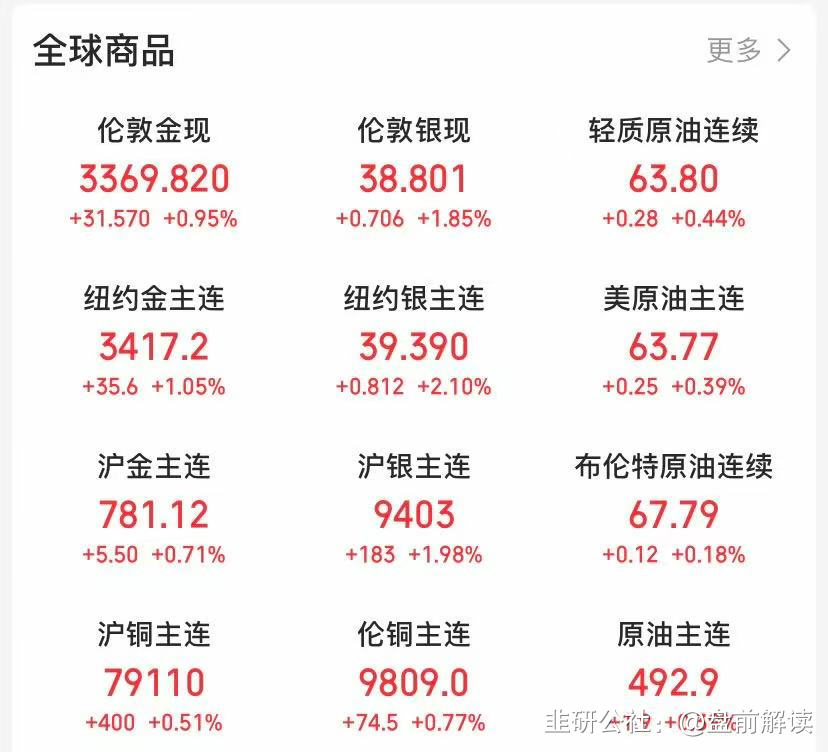 全球商品 更多 >
伦敦金现 伦敦银现 轻质原油连续
3369.820 38.801 63.80
+31.570 +0.95% +0.706 +1.85% +0.28 +0.44%
纽约金主连 纽约银主连 美原油主连
3417.2 39.390 63.77
+35.6 +1.05% +0.812 +2.10% +0.25 +0.39%
沪金主连 沪银主连 布伦特原油连续
781.12 9403 67.79
+5.50 +0.71% +183 +1.98% +0.12 +0.18%
沪铜主连 伦铜主连 原油主连
79110 9809.0 492.9
+400 +0.51% +74.5 +0.77%
韭研公社：@盘前解读